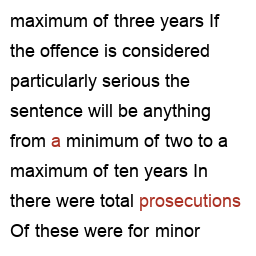 maximum of three years If
the offence is considered
particularly serious the
sentence will be anything
from a minimum of two to a
maximum of ten years In
there were total prosecutions
Of these were for minor